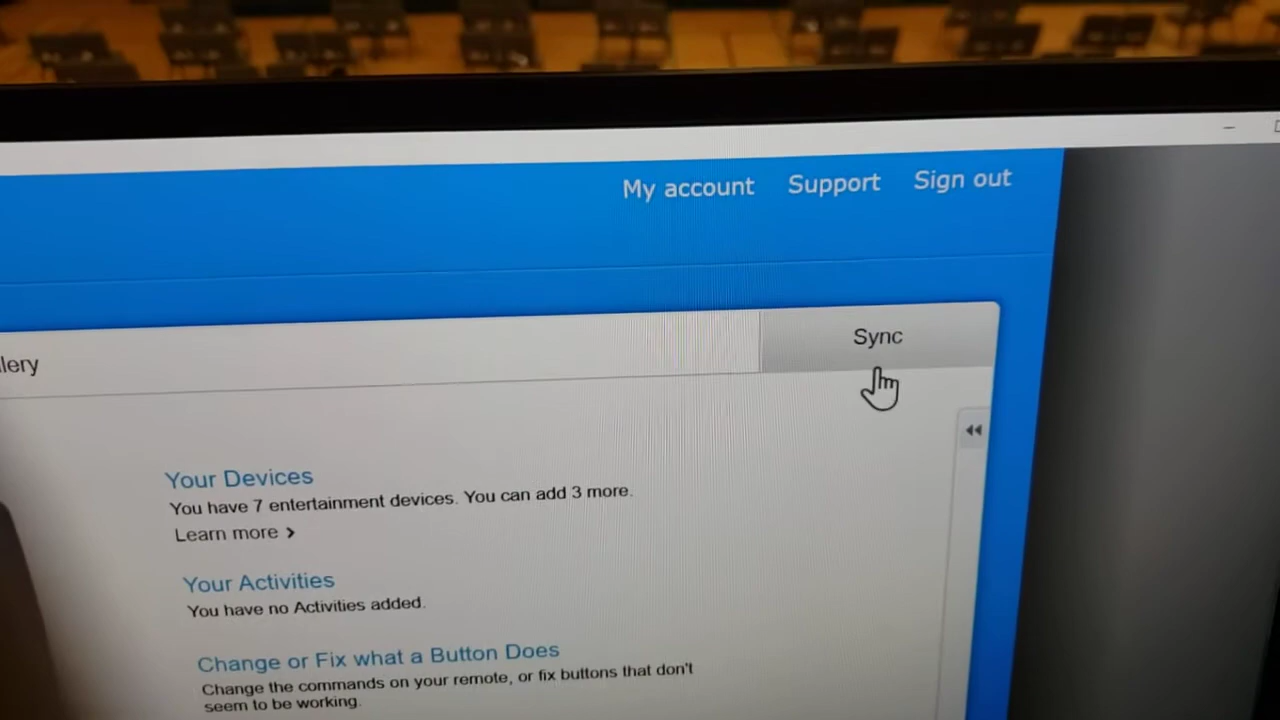 My account Support Sign out
lery Sync
Your Devices
You have 7 entertainment devices. You can add 3 more.
Learn more >
Your Activities
You have no Activities added.
Change or Fix what a Button Does
Change the commands on your remote, or fix buttons that don't
seem to be working.